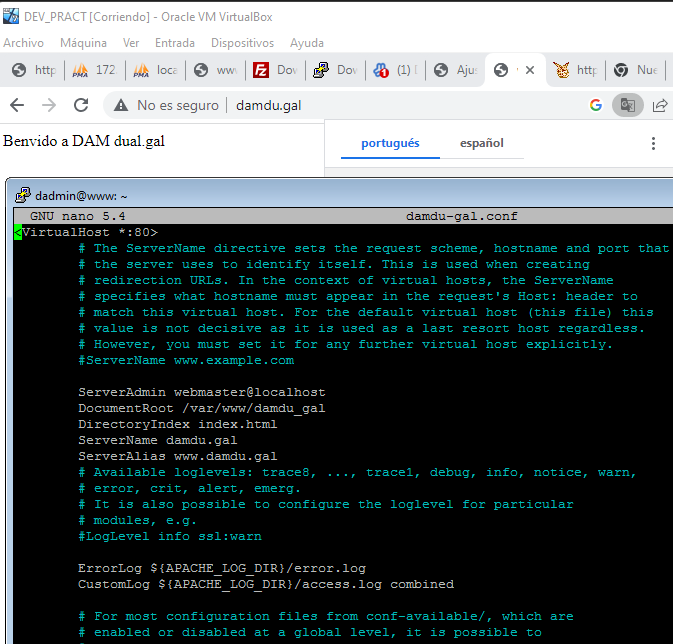 DEV_PRACT [Corriendo] - Oracle VM VirtualBox
Archivo Máquina Ver Entrada Dispositivos Ayuda
http 172 loca www Dov Dov (1) Ajus http Nue
No es seguro damdu.gal
Benvido a DAM dual.gal
portugués español
dadmin@www: ~
GNU nano 5.4 damdu-gal.conf
<VirtualHost *:80>
# The ServerName directive sets the request scheme, hostname and port that
# the server uses to identify itself. This is used when creating
# redirection URLs. In the context of virtual hosts, the ServerName
# specifies what hostname must appear in the request's Host: header to
# match this virtual host. For the default virtual host (this file) this
# value is not decisive as it is used as a last resort host regardless.
# However, you must set it for any further virtual host explicitly.
#ServerName www.example.com
ServerAdmin webmaster@localhost
DocumentRoot /var/www/damdu_gal
DirectoryIndex index.html
ServerName damdu.gal
ServerAlias www.damdu.gal
# Available loglevels: trace8, ..., trace1, debug, info, notice, warn,
# error, crit, alert, emerg.
# It is also possible to configure the loglevel for particular
# modules, e.g.
#LogLevel info ssl:warn
ErrorLog ${APACHE_LOG_DIR}/error.log
CustomLog ${APACHE_LOG_DIR}/access.log combined
# For most configuration files from conf-available/, which are
# enabled or disabled at a global level, it is possible to